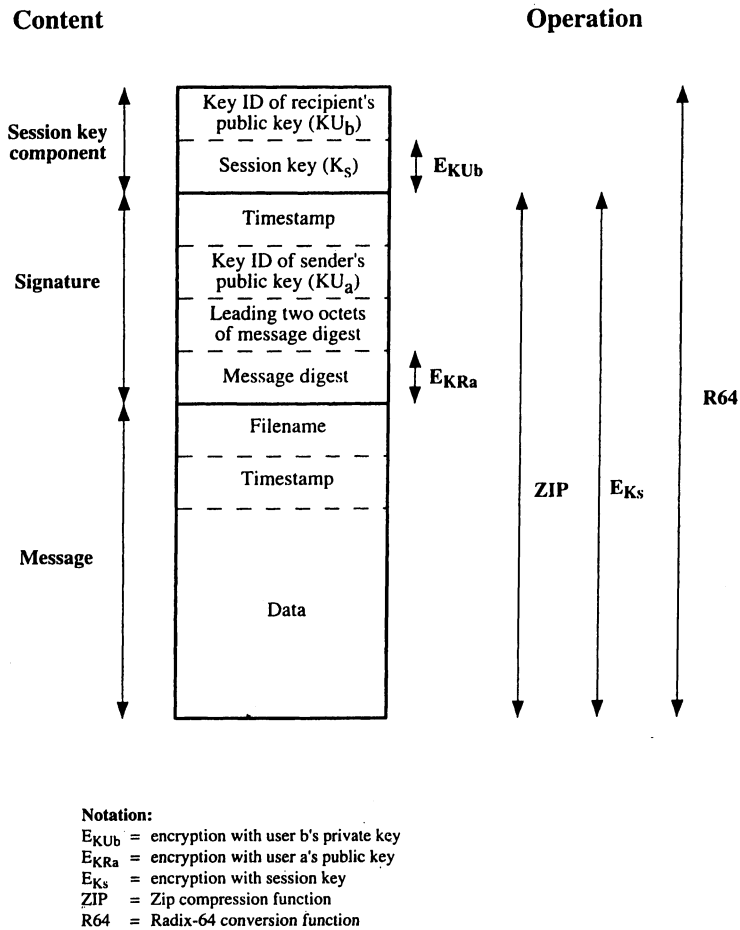 Content
Operation
Key ID of recipient's
public key (KUb)
Session key
component
Session key (Ks)
EKUb
Timestamp
Signature
Key ID of sender's
public key (KUa)
Leading two octets
of message digest
Message digest
EKRa
R64
Filename
Timestamp
ZIP
EKs
Message
Data
Notation:
EKUb = encryption with user b's private key
EKRa = encryption with user a's public key
EKs = encryption with session key
ZIP = Zip compression function
R64 = Radix-64 conversion function